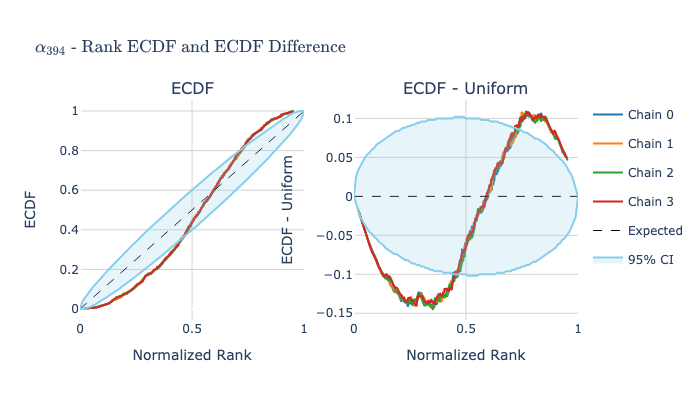 α394 - Rank ECDF and ECDF Difference
ECDF
ECDF - Uniform
ECDF
1
0.8
0.6
0.4
0.2
0
0
0.5
1
Normalized Rank
ECDF - Uniform
0.1
0.05
0
−0.05
−0.1
−0.15
0
0.5
1
Normalized Rank
Chain 0
Chain 1
Chain 2
Chain 3
Expected
95% CI